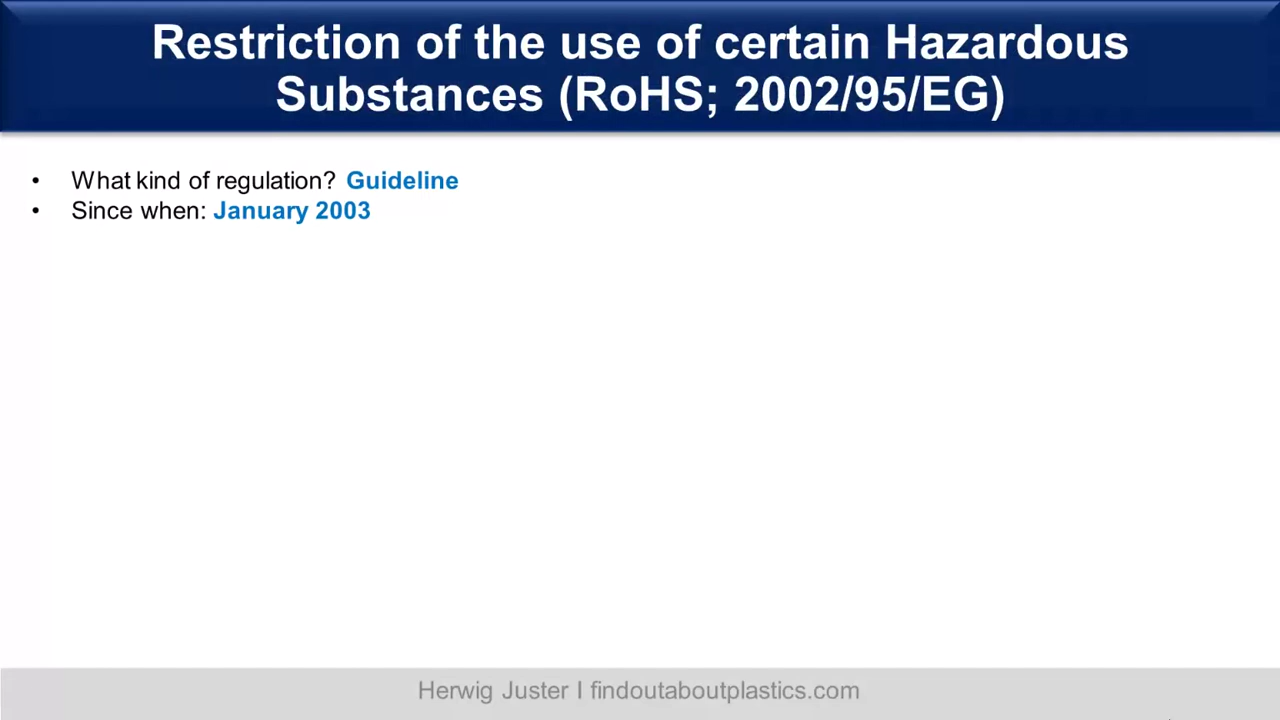 Restriction of the use of certain Hazardous
Substances (RoHS; 2002/95/EG)
• What kind of regulation? Guideline
• Since when: January 2003
Herwig Juster I findoutaboutplastics.com